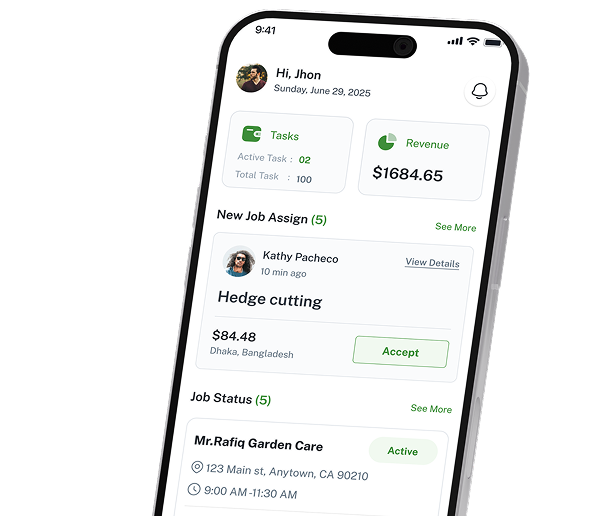 9:41
Hi, Jhon
Sunday, June 29, 2025
Tasks
Active Task : 02
Total Task : 100
Revenue
$1684.65
New Job Assign (5)
See More
Kathy Pacheco
10 min ago
View Details
Hedge cutting
$84.48
Dhaka, Bangladesh
Accept
Job Status (5)
See More
Mr.Rafiq Garden Care
Active
123 Main st, Anytown, CA 90210
9:00 AM -11:30 AM